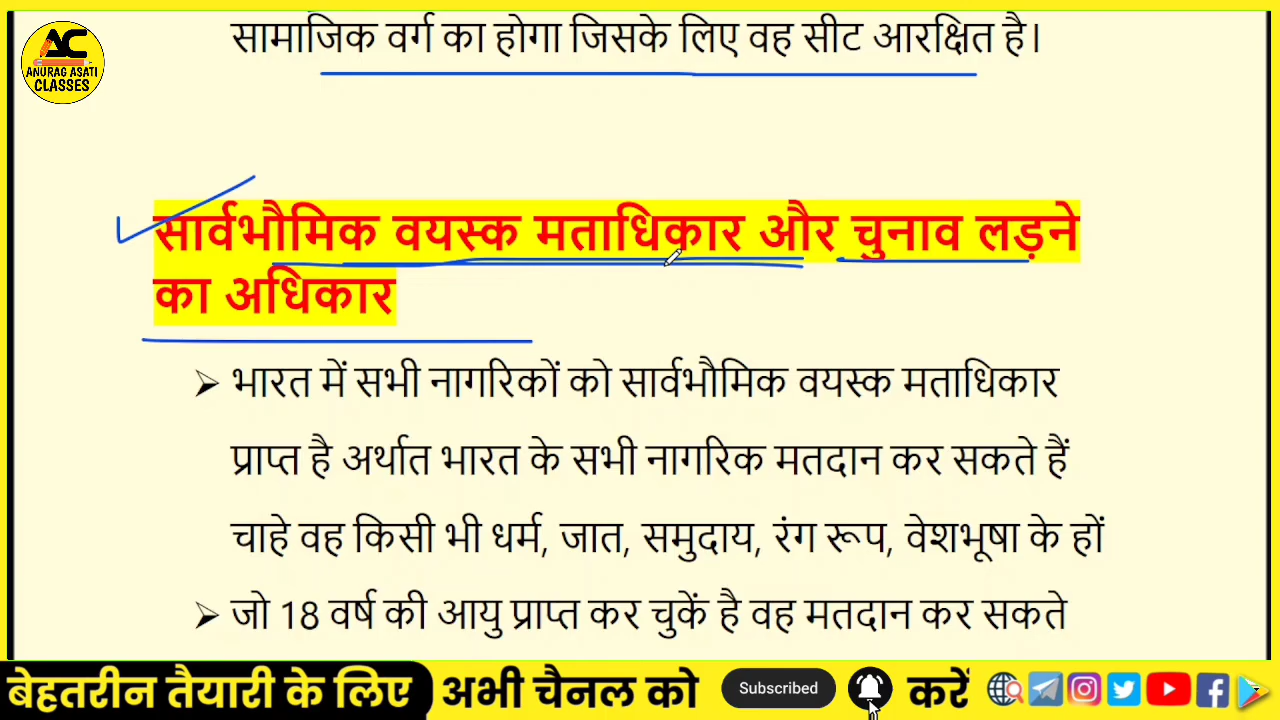 सामाजिक वर्ग का होगा जिसके लिए वह सीट आरक्षित है।
AC
ANURAG ASATI
CLASSES
सार्वभौमिक वयस्क मताधिकार और चुनाव लड़ने
का अधिकार
➢ भारत में सभी नागरिकों को सार्वभौमिक वयस्क मताधिकार
प्राप्त है अर्थात भारत के सभी नागरिक मतदान कर सकते हैं
चाहे वह किसी भी धर्म, जात, समुदाय, रंग रूप, वेशभूषा के हों
➢ जो 18 वर्ष की आयु प्राप्त कर चुकें है वह मतदान कर सकते
बेहतरीन तैयारी के लिए अभी चैनल को Subscribed करें